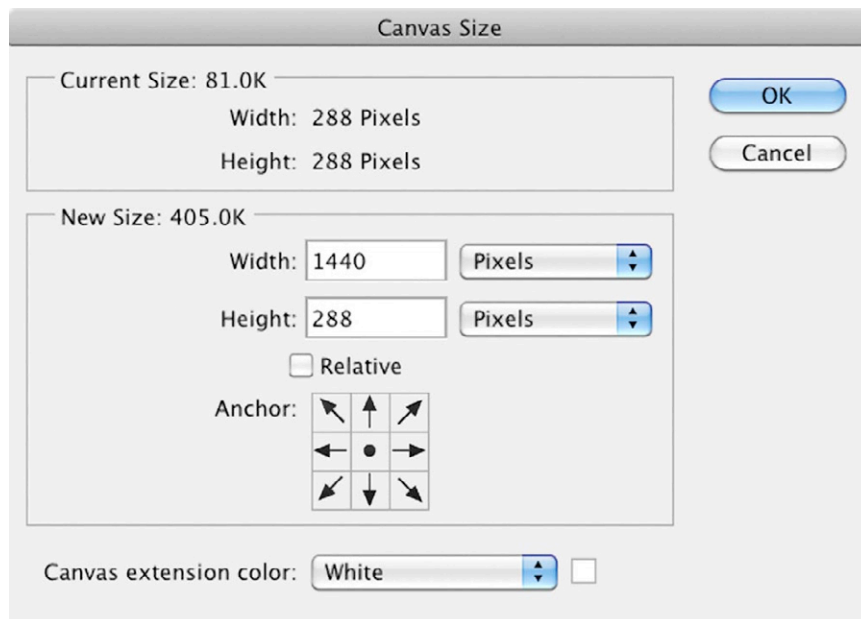 Canvas Size
Current Size: 81.0K
Width: 288 Pixels
Height: 288 Pixels
OK
Cancel
New Size: 405.0K
Width: 1440 Pixels
Height: 288 Pixels
Relative
Anchor:
Canvas extension color: White